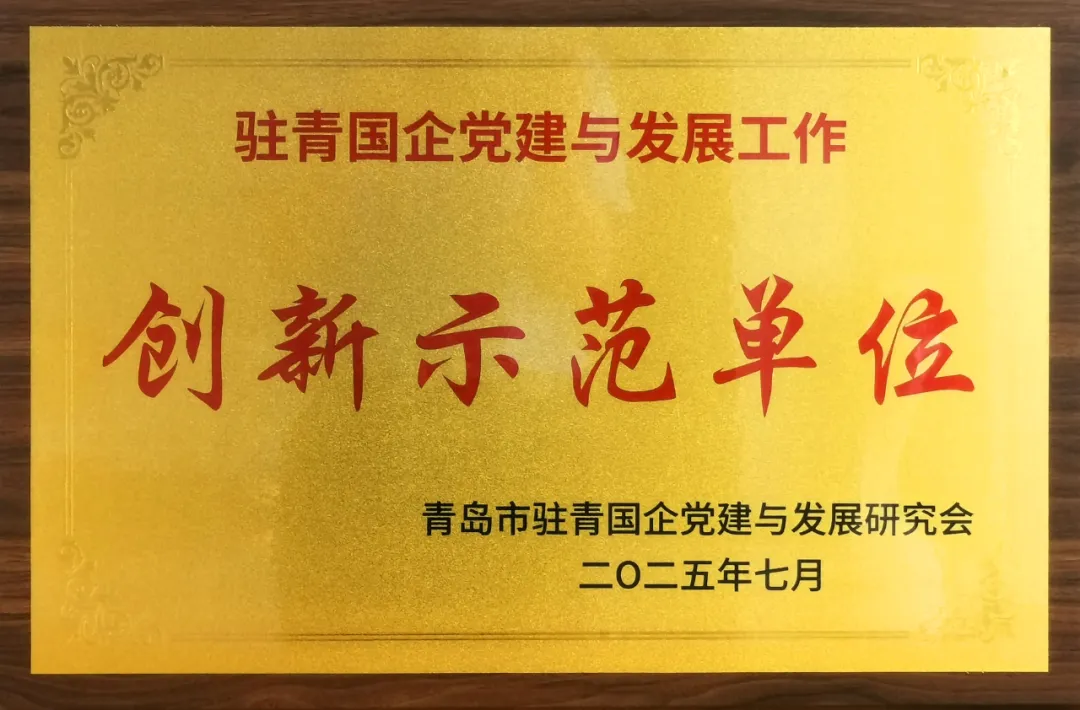 驻青国企党建与发展工作
创新示范单位
青岛市驻青国企党建与发展研究会
二O二五年七月